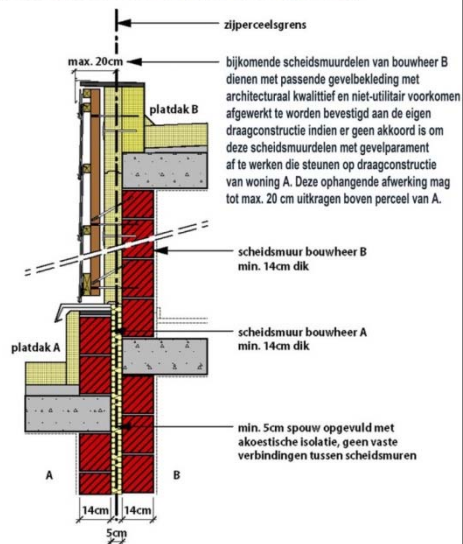 zijperceelsgrens
max. 20cm
bijkomende scheidsmuurdelen van bouwheer B
dienen met passende gevelbekleding met
architecturaal kwalittief en niet-utilitair voorkomen
afgewerkt te worden bevestigd aan de eigen
draagconstructie indien er geen akkoord is om
deze scheidsmuurdelen met gevelparament
af te werken die steunen op draagconstructie
van woning A. Deze ophangende afwerking mag
tot max. 20 cm uitkragen boven perceel van A.
platdak B
scheidsmuur bouwheer B
min. 14cm dik
scheidsmuur bouwheer A
min. 14cm dik
platdak A
min. 5cm spouw opgevuld met
akoestische isolatie, geen vaste
verbindingen tussen scheidsmuren
A
B
14cm
14cm
5cm